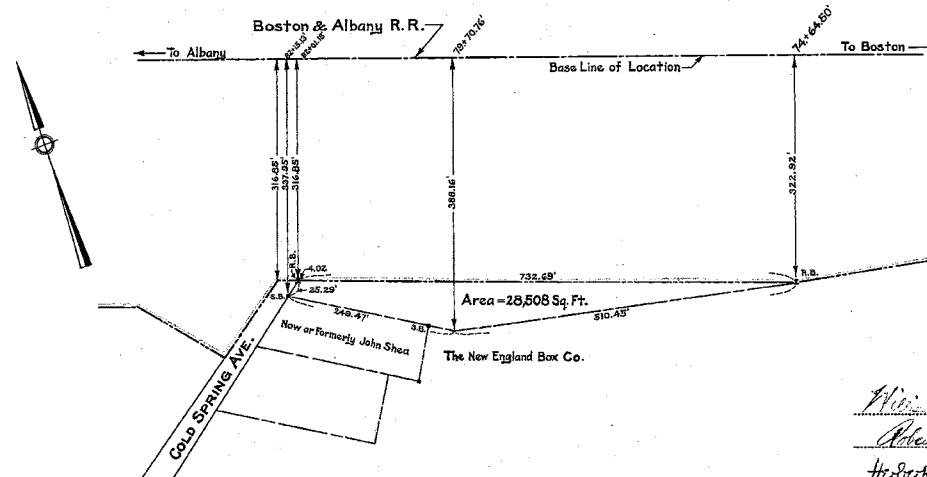 Boston & Albany R.R.
To Albany
79+70.76'
74+64.50'
To Boston
Base Line of Location
316.85'
337.95'
316.85'
388.16'
322.92'
R.B.
4.02
732.69'
R.B.
25.29'
S.B.
Area = 28,508 Sq. Ft.
249.47'
S.B.
510.45'
Now or Formerly John Shea
The New England Box Co.
COLD SPRING AVE.